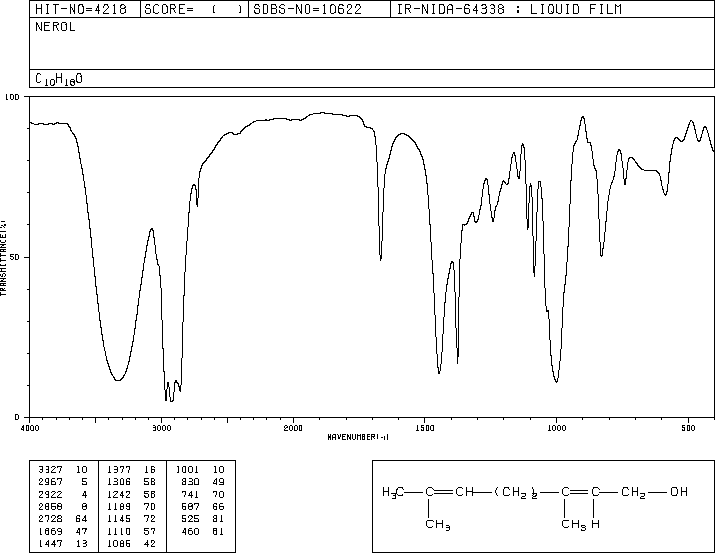 HIT-NO=4218 SCORE= ( ) SDBS-NO=10622 IR-NIDA-64338 : LIQUID FILM
NEROL
C10H18O
100
50
0
TRANSMITTANCE(%)
4000 3000 2000 1500 1000 500
WAVENUMBER(-1)
3327 10 1377 16 1001 10
2967 5 1306 58 830 49
2922 4 1242 58 741 70
2858 8 1189 70 587 66
2728 64 1145 72 525 81
1669 47 1110 57 460 81
1447 13 1086 42
H3C C CH (CH2)2 C C CH2 OH
CH3 CH3 H